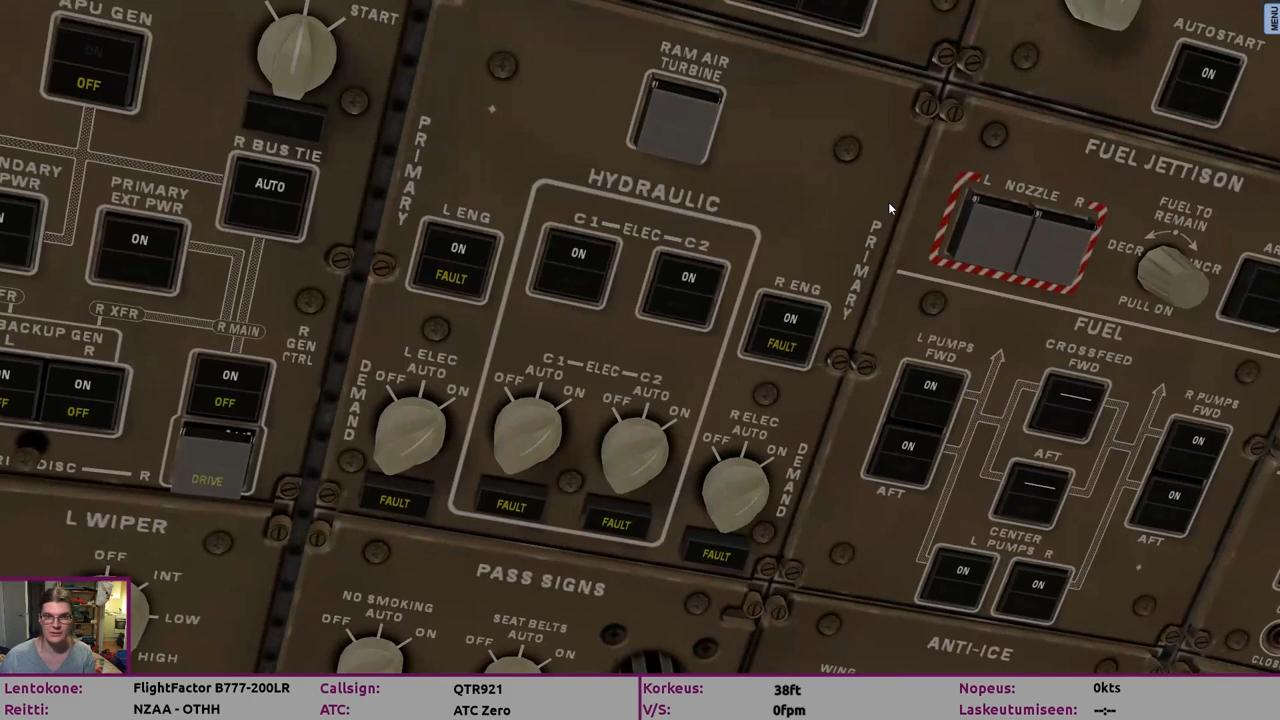 APU GEN
ON
OFF
START
RAM AIR
TURBINE
AUTOSTART
ON
MENU
R BUS TIE
AUTO
PRIMARY
EXT PWR
ON
PRIMARY
HYDRAULIC
L ENG
ON
FAULT
C1 ELEC C2
ON
ON
PRIMARY
R ENG
ON
FAULT
FUEL JETTISON
L NOZZLE R
FUEL TO
REMAIN
DECR
INCR
PULL ON
R XFR
R MAIN
BACKUP GEN
L R
ON
OFF
R
GEN
CTRL
ON
OFF
DRIVE
DISC
R
DEMAND
L ELEC
OFF AUTO ON
FAULT
C1 ELEC C2
OFF AUTO ON
FAULT
OFF AUTO ON
FAULT
R ELEC
OFF AUTO ON
FAULT
DEMAND
FUEL
L PUMPS
FWD
ON
ON
AFT
CROSSFEED
FWD
AFT
R PUMPS
FWD
ON
ON
AFT
CENTER
L PUMPS R
ON
ON
L WIPER
OFF
INT
LOW
HIGH
PASS SIGNS
NO SMOKING
OFF AUTO ON
SEAT BELTS
OFF AUTO ON
ANTI-ICE
WING
Lentokone: FlightFactor B777-200LR Callsign: QTR921 Korkeus: 38ft Nopeus: 0kts
Reitti: NZAA - OTHH ATC: ATC Zero V/S: 0fpm Laskeutumiseen: --:--